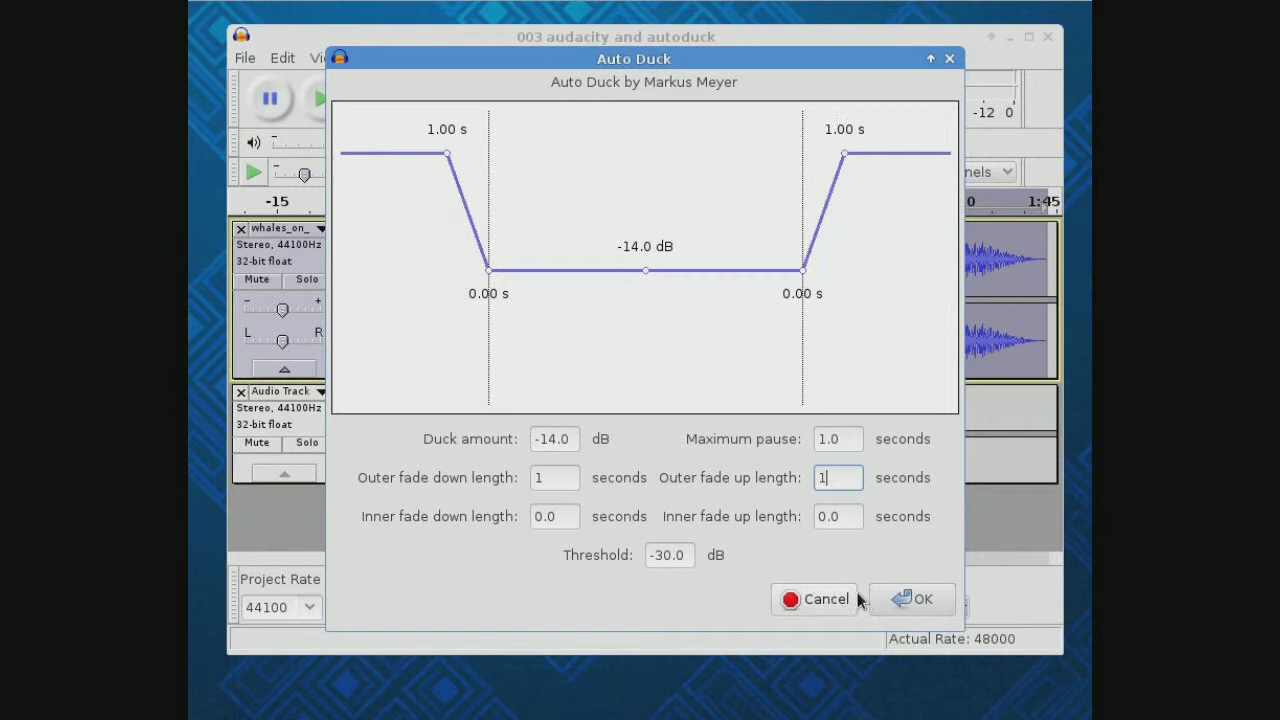 003 audacity and autoduck
File Edit Vi
Auto Duck
Auto Duck by Markus Meyer
1.00 s 1.00 s
-12 0
nels
-15 0 1:45
whales_on_
Stereo, 44100Hz
32-bit float
Mute Solo
- +
L R
-14.0 dB
0.00 s 0.00 s
Audio Track
Stereo, 44100Hz
32-bit float
Mute Solo
Duck amount: -14.0 dB Maximum pause: 1.0 seconds
Outer fade down length: 1 seconds Outer fade up length: 1 seconds
Inner fade down length: 0.0 seconds Inner fade up length: 0.0 seconds
Threshold: -30.0 dB
Project Rate
44100
Cancel OK
Actual Rate: 48000